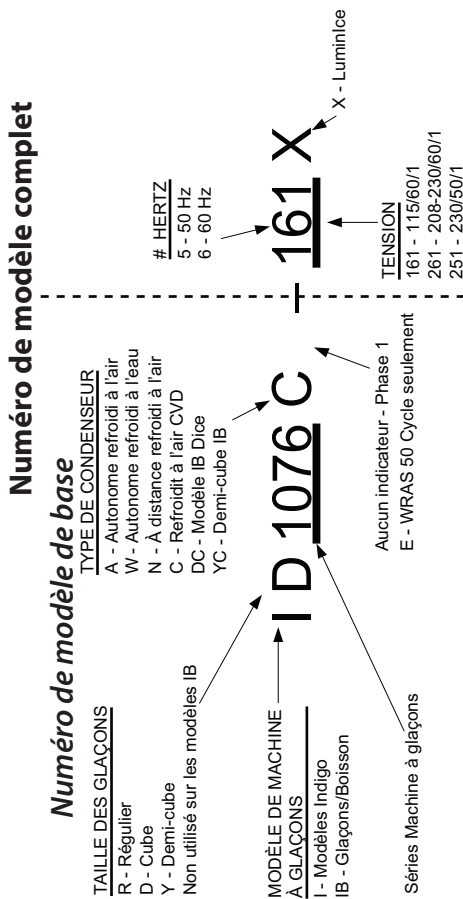 Numéro de modèle complet
Numéro de modèle de base
TAILLE DES GLAÇONS
R - Régulier
D - Cube
Y - Demi-cube
Non utilisé sur les modèles IB
TYPE DE CONDENSEUR
A - Autonome refroidi à l'air
W - Autonome refroidi à l'eau
N - À distance refroidi à l'air
C - Refroidit à l'air CVD
DC - Modèle IB Dice
YC - Demi-cube IB
# HERTZ
5 - 50 Hz
6 - 60 Hz
I D 1076 C - 161 X
MODÈLE DE MACHINE
À GLAÇONS
I - Modèles Indigo
IB - Glaçons/Boisson
Séries Machine à glaçons
Aucun indicateur - Phase 1
E - WRAS 50 Cycle seulement
TENSION
161 - 115/60/1
261 - 208-230/60/1
251 - 230/50/1
X - LuminIce